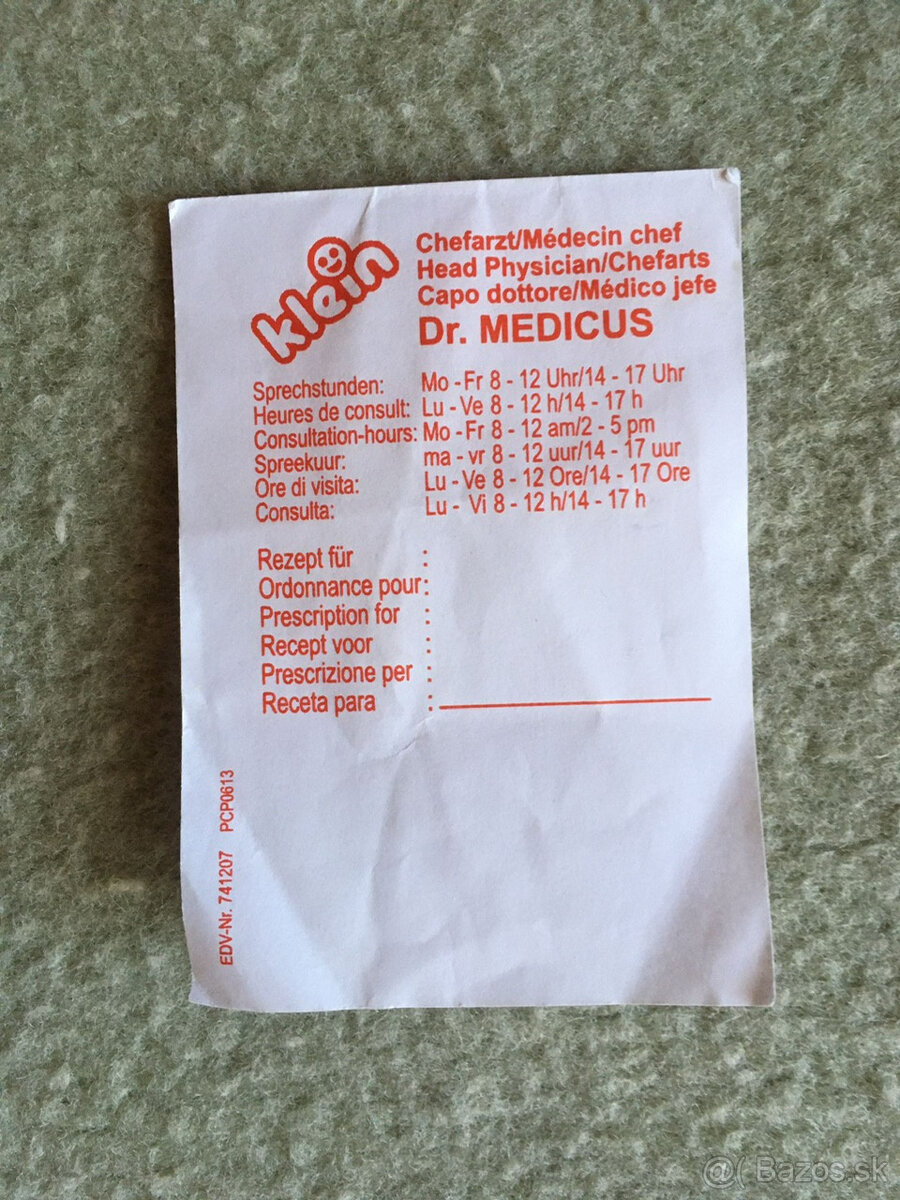 klein
Chefarzt/Médecin chef
Head Physician/Chefarts
Capo dottore/Médico jefe
Dr. MEDICUS
Sprechstunden: Mo - Fr 8 - 12 Uhr/14 - 17 Uhr
Heures de consult: Lu - Ve 8 - 12 h/14 - 17 h
Consultation-hours: Mo - Fr 8 - 12 am/2 - 5 pm
Spreekuur: ma - vr 8 - 12 uur/14 - 17 uur
Ore di visita: Lu - Ve 8 - 12 Ore/14 - 17 Ore
Consulta: Lu - Vi 8 - 12 h/14 - 17 h
Rezept für :
Ordonnance pour:
Prescription for :
Recept voor :
Prescrizione per :
Receta para :
EDV-Nr. 741207 PCP0613
@( Bazos.sk